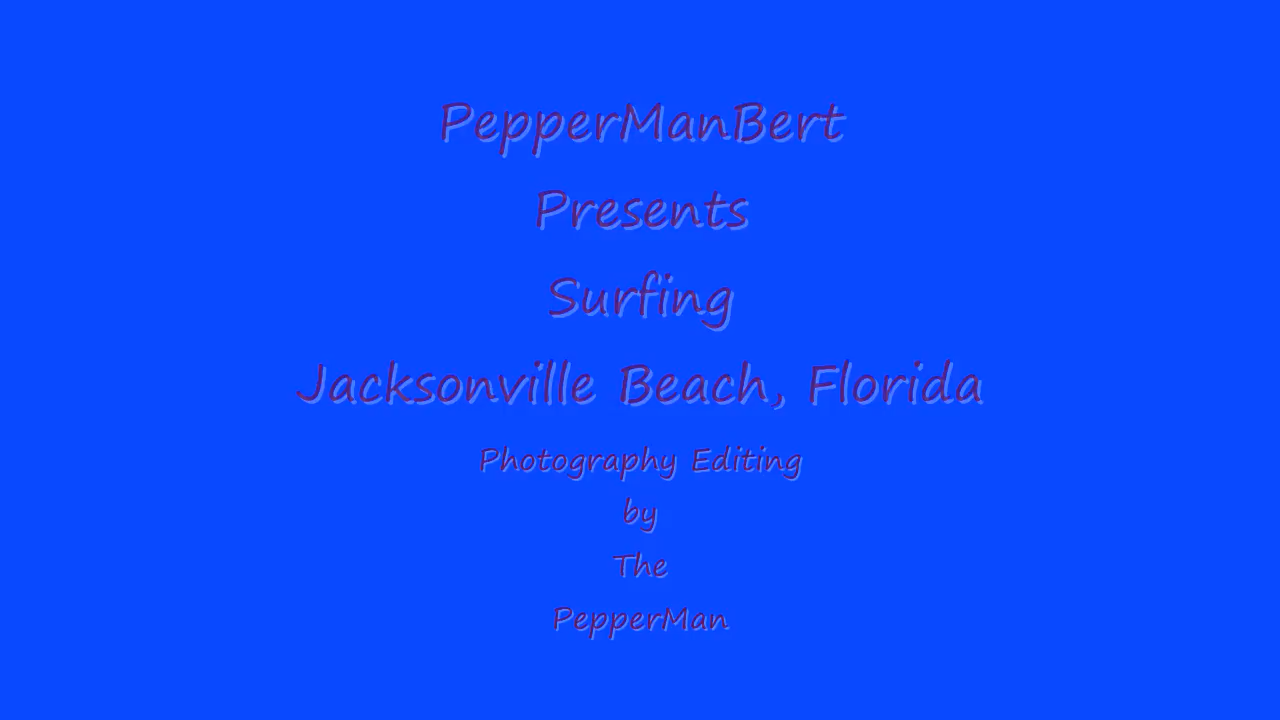 PepperManBert
Presents
Surfing
Jacksonville Beach, Florida
Photography Editing
by
The
PepperMan